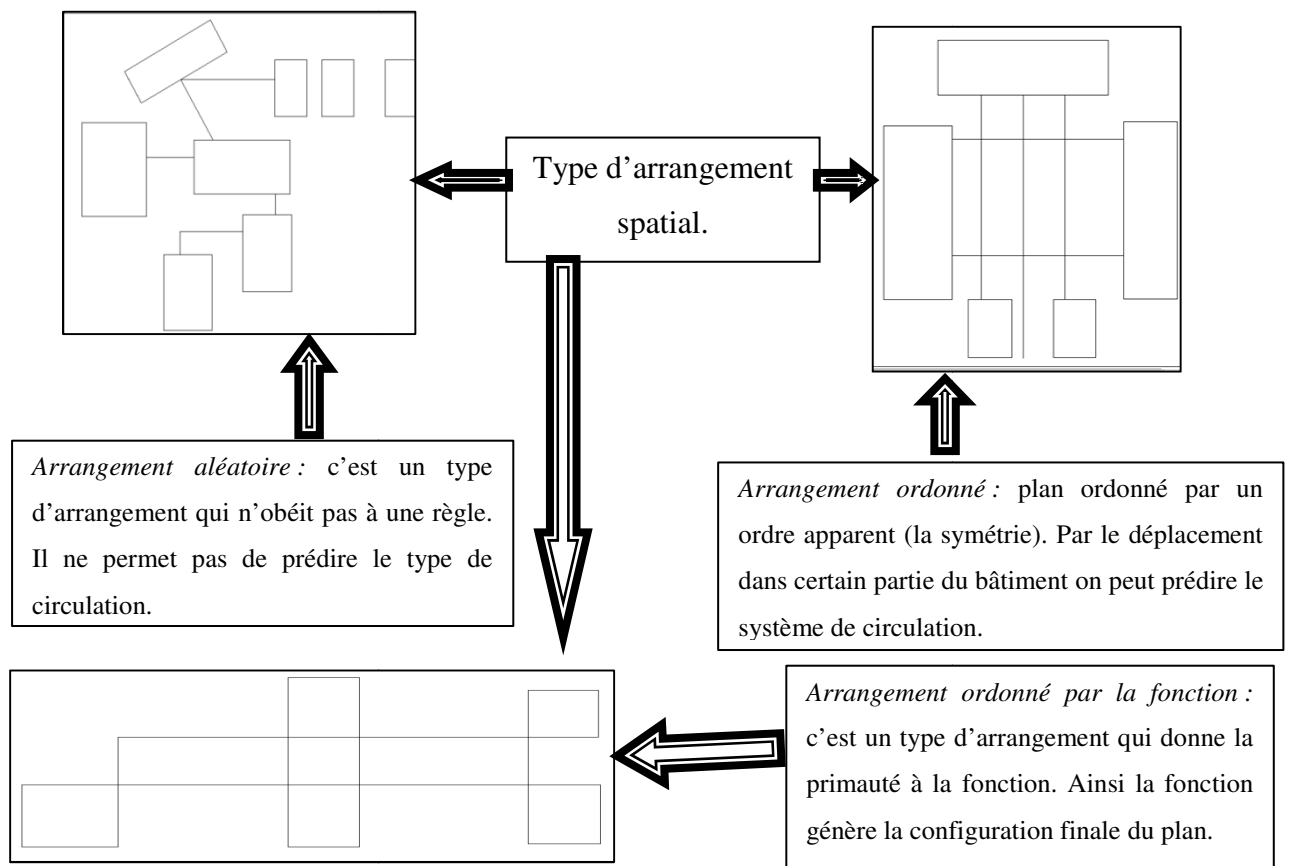 Type d’arrangement
spatial.
Arrangement aléatoire : c’est un type
d’arrangement qui n’obéit pas à une règle.
Il ne permet pas de prédire le type de
circulation.
Arrangement ordonné : plan ordonné par un
ordre apparent (la symétrie). Par le déplacement
dans certain partie du bâtiment on peut prédire le
système de circulation.
Arrangement ordonné par la fonction :
c’est un type d’arrangement qui donne la
primauté à la fonction. Ainsi la fonction
génère la configuration finale du plan.